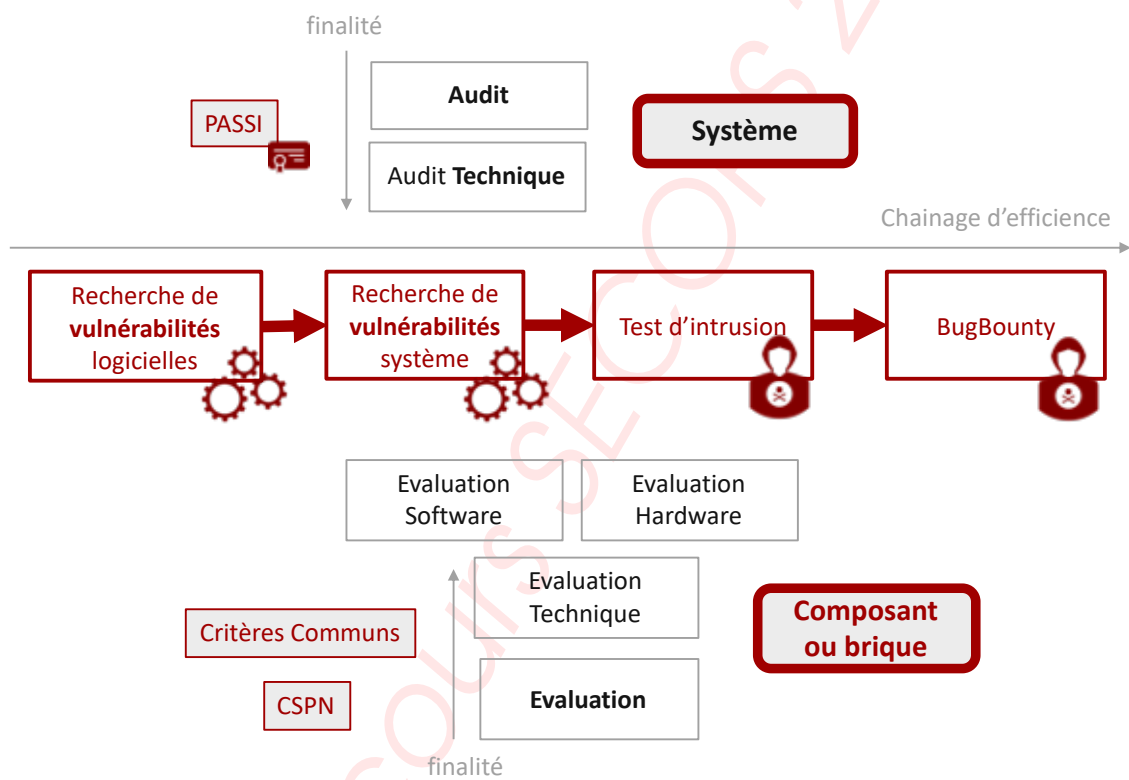 finalité
Audit
PASSI
Système
Audit Technique
Chainage d'efficience
Recherche de
vulnérabilités
logicielles
Recherche de
vulnérabilités
système
Test d'intrusion
BugBounty
Evaluation
Software
Evaluation
Hardware
Evaluation
Technique
Critères Communs
Composant
ou brique
CSPN
Evaluation
finalité